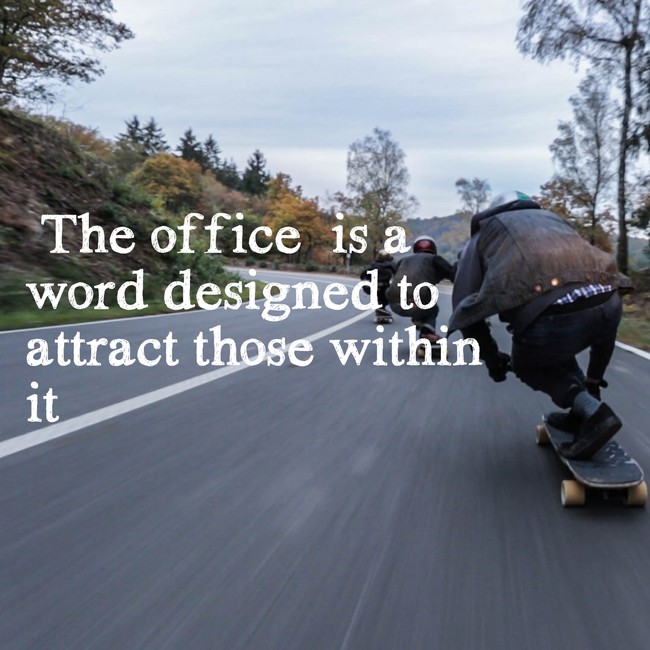 The office is a
word designed to
attract those within
it